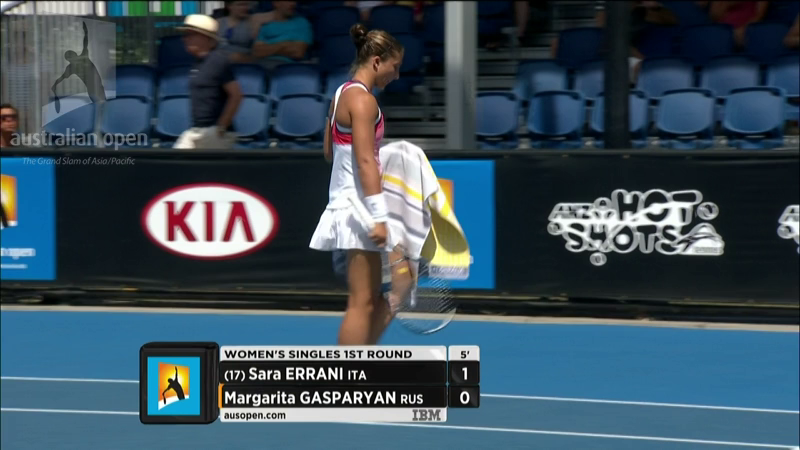 australian open
The Grand Slam of Asia/Pacific
KIA
HOT
SHOTS
open
WOMEN'S SINGLES 1ST ROUND 5'
(17) Sara ERRANI ITA 1
Margarita GASPARYAN RUS 0
ausopen.com IBM